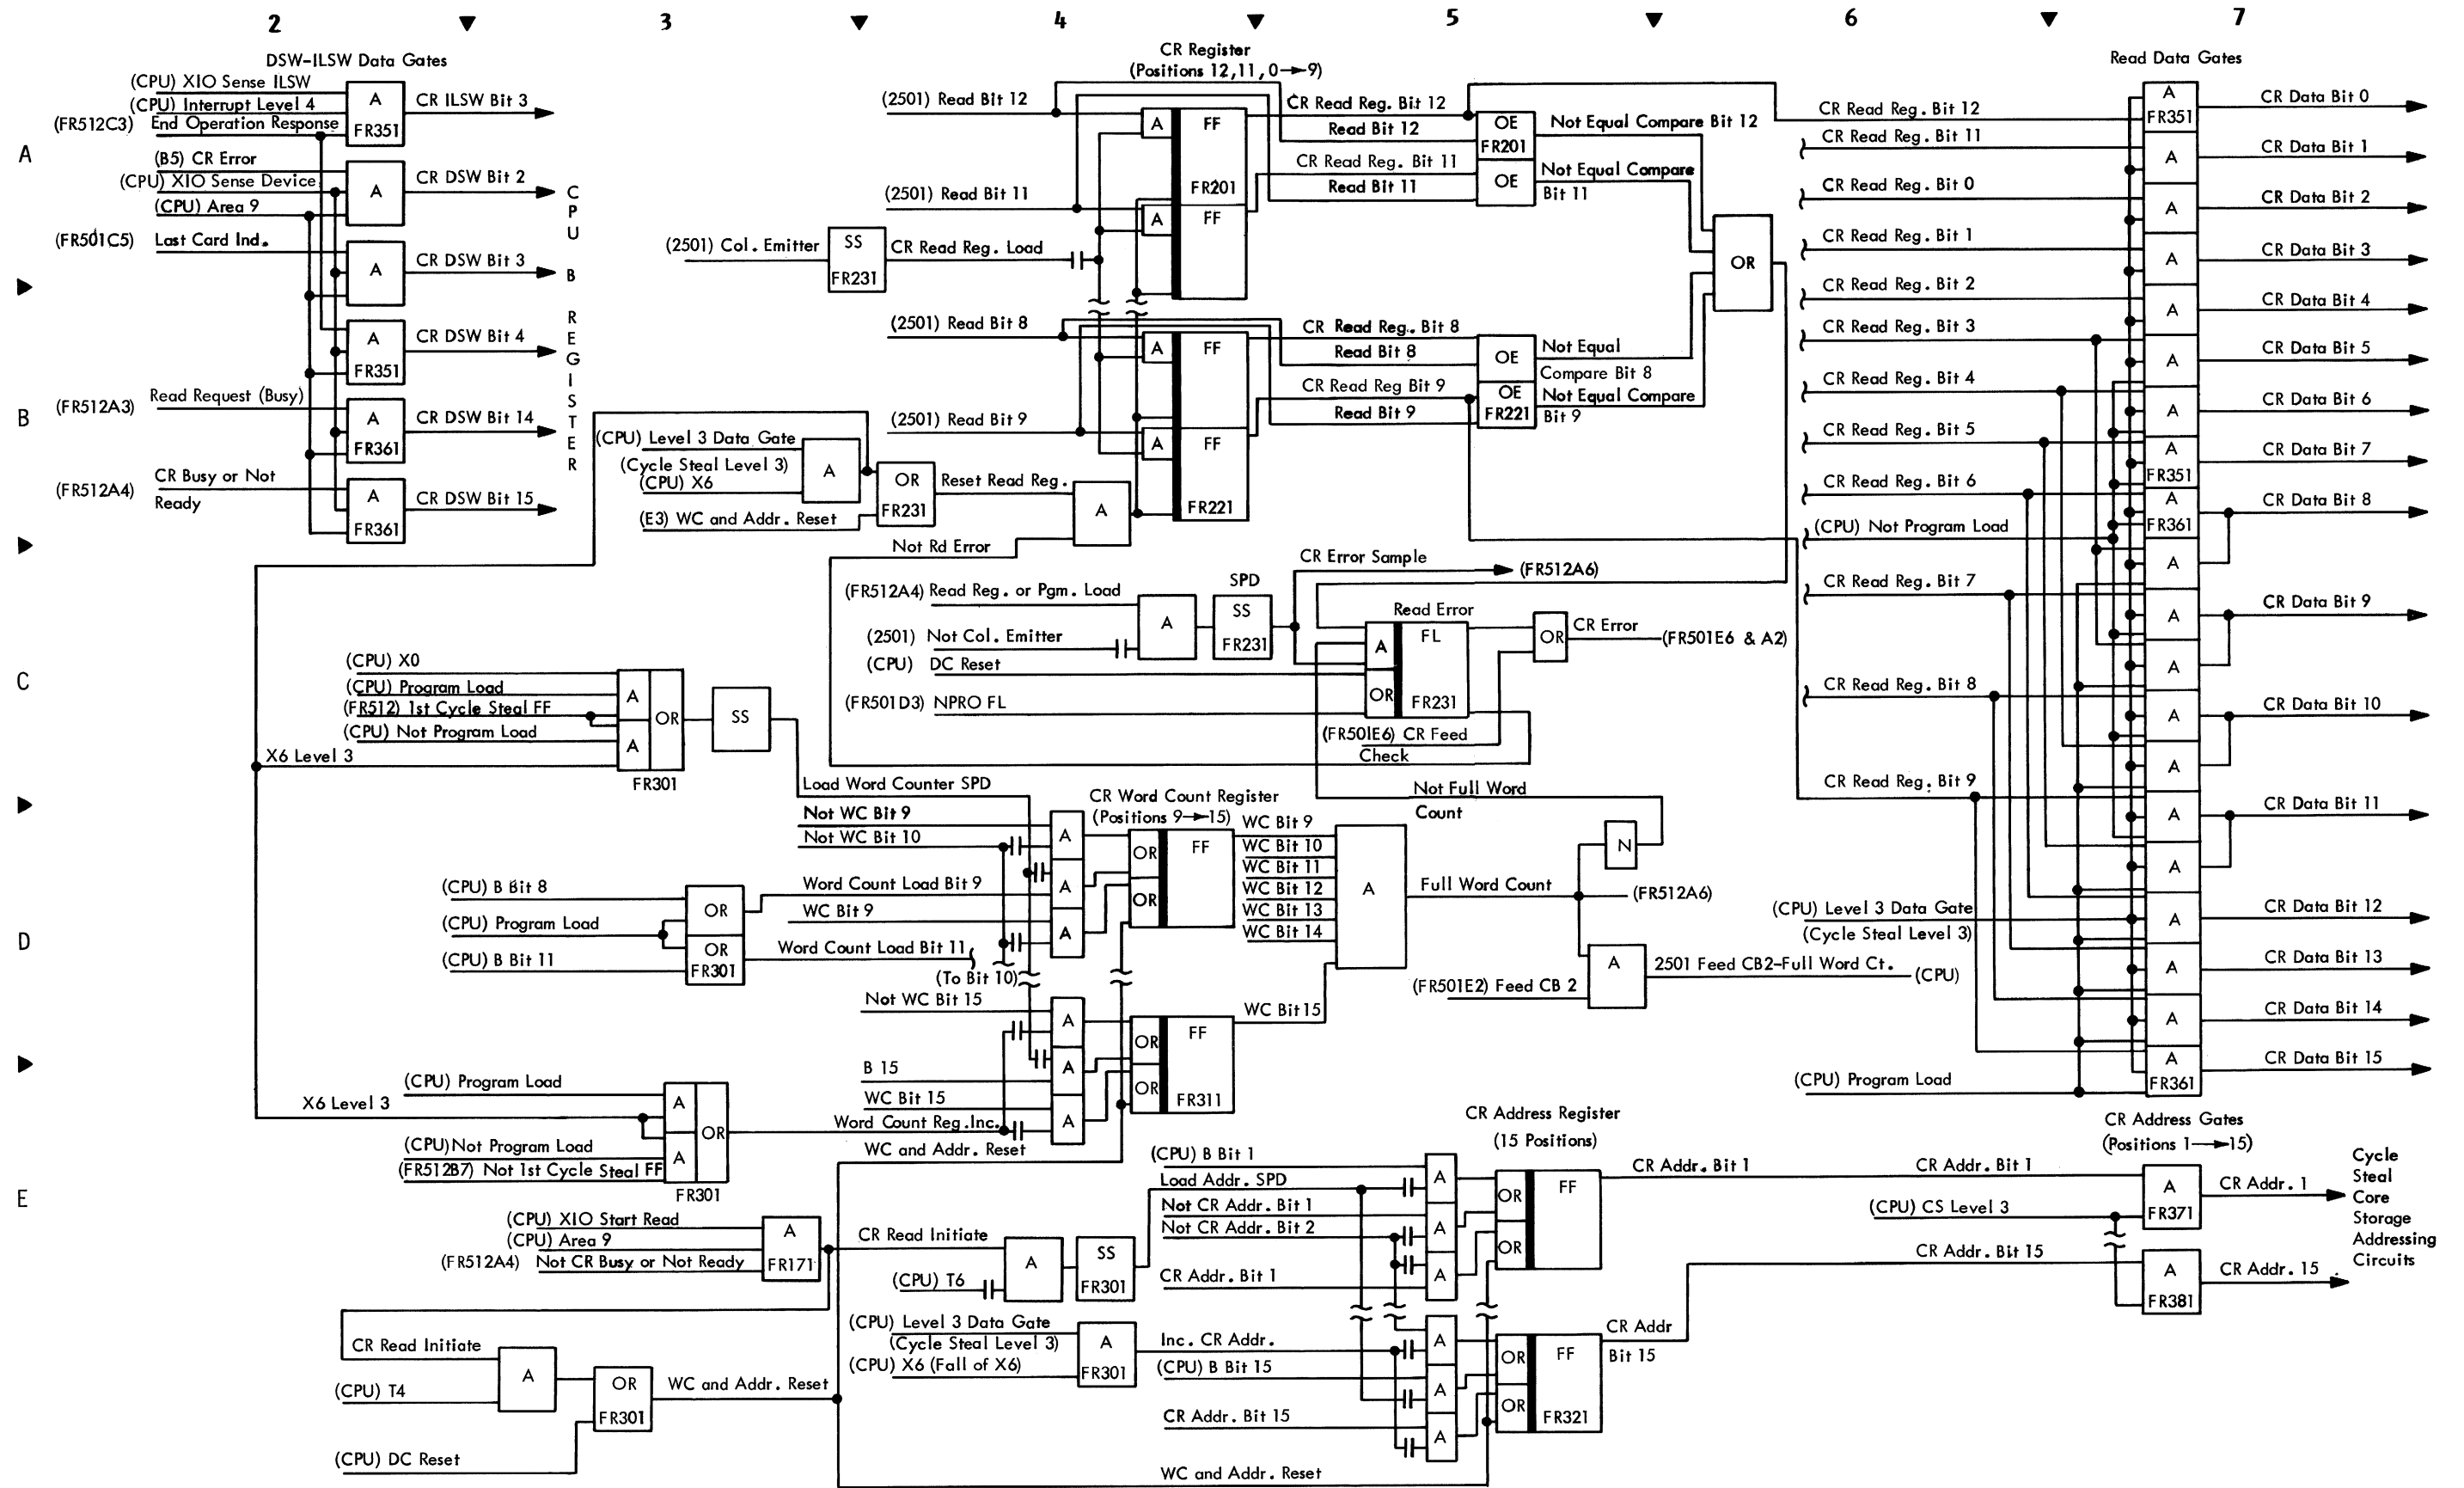 2 3 4 5 6 7
DSW-ILSW Data Gates
(CPU) XIO Sense ILSW
(CPU) Interrupt Level 4
(FR512C3) End Operation Response
A
FR351
CR ILSW Bit 3
A
(B5) CR Error
(CPU) XIO Sense Device
(CPU) Area 9
A
CR DSW Bit 2
(FR501C5) Last Card Ind.
A
CR DSW Bit 3
A
FR351
CR DSW Bit 4
B
(FR512A3) Read Request (Busy)
A
FR361
CR DSW Bit 14
(FR512A4) CR Busy or Not
Ready
A
FR361
CR DSW Bit 15
CPU B REGISTER
CR Register
(Positions 12,11,0→9)
(2501) Read Bit 12
(2501) Read Bit 11
(2501) Col. Emitter
SS
FR231
CR Read Reg. Load
A
FF
FR201
A
FF
CR Read Reg. Bit 12
Read Bit 12
CR Read Reg. Bit 11
Read Bit 11
OE
FR201
OE
Not Equal Compare Bit 12
Not Equal Compare
Bit 11
OR
(2501) Read Bit 8
(2501) Read Bit 9
A
FF
A
FF
FR221
CR Read Reg. Bit 8
Read Bit 8
CR Read Reg Bit 9
Read Bit 9
OE
OE
FR221
Not Equal
Compare Bit 8
Not Equal Compare
Bit 9
(CPU) Level 3 Data Gate
(Cycle Steal Level 3)
(CPU) X6
A
(E3) WC and Addr. Reset
OR
FR231
Reset Read Reg.
A
Not Rd Error
CR Error Sample
(FR512A6)
(FR512A4) Read Reg. or Pgm. Load
(2501) Not Col. Emitter
A
SPD
SS
FR231
(CPU) DC Reset
(FR501D3) NPRO FL
Read Error
A
OR
FL
FR231
OR
CR Error
(FR501E6 & A2)
(FR501E6) CR Feed
Check
C
(CPU) X0
(CPU) Program Load
(FR512) 1st Cycle Steal FF
(CPU) Not Program Load
X6 Level 3
A
A
OR
FR301
SS
Load Word Counter SPD
Not WC Bit 9
Not WC Bit 10
CR Word Count Register
(Positions 9→15)
D
(CPU) B Bit 8
(CPU) Program Load
(CPU) B Bit 11
OR
OR
FR301
Word Count Load Bit 9
WC Bit 9
Word Count Load Bit 11
(To Bit 10)
A
A
A
OR
OR
FF
WC Bit 9
WC Bit 10
WC Bit 11
WC Bit 12
WC Bit 13
WC Bit 14
A
Not Full Word
Count
N
Full Word Count
(FR512A6)
(FR501E2) Feed CB 2
A
2501 Feed CB2-Full Word Ct.
(CPU)
Not WC Bit 15
B 15
WC Bit 15
Word Count Reg.Inc.
WC and Addr. Reset
A
A
A
OR
OR
FF
FR311
WC Bit 15
(CPU) Program Load
X6 Level 3
(CPU)Not Program Load
(FR512B7) Not 1st Cycle Steal FF
A
A
OR
FR301
E
(CPU) XIO Start Read
(CPU) Area 9
(FR512A4) Not CR Busy or Not Ready
A
FR171
CR Read Initiate
(CPU) T6
A
SS
FR301
(CPU) B Bit 1
Load Addr. SPD
Not CR Addr. Bit 1
Not CR Addr. Bit 2
CR Addr. Bit 1
A
A
A
CR Address Register
(15 Positions)
OR
OR
FF
CR Addr. Bit 1
CR Read Initiate
(CPU) T4
(CPU) DC Reset
A
OR
FR301
WC and Addr. Reset
(CPU) Level 3 Data Gate
(Cycle Steal Level 3)
(CPU) X6 (Fall of X6)
A
FR301
Inc. CR Addr.
(CPU) B Bit 15
CR Addr. Bit 15
A
A
A
OR
OR
FF
FR321
CR Addr
Bit 15
WC and Addr. Reset
Read Data Gates
CR Read Reg. Bit 12
A
FR351
CR Data Bit 0
CR Read Reg. Bit 11
A
CR Data Bit 1
CR Read Reg. Bit 0
A
CR Data Bit 2
CR Read Reg. Bit 1
A
CR Data Bit 3
CR Read Reg. Bit 2
A
CR Data Bit 4
CR Read Reg. Bit 3
A
CR Data Bit 5
CR Read Reg. Bit 4
A
CR Data Bit 6
CR Read Reg. Bit 5
A
FR351
CR Data Bit 7
CR Read Reg. Bit 6
A
FR361
CR Data Bit 8
(CPU) Not Program Load
A
CR Read Reg. Bit 7
A
CR Data Bit 9
A
CR Read Reg. Bit 8
A
CR Data Bit 10
A
CR Read Reg. Bit 9
A
CR Data Bit 11
A
(CPU) Level 3 Data Gate
(Cycle Steal Level 3)
A
CR Data Bit 12
A
CR Data Bit 13
A
CR Data Bit 14
(CPU) Program Load
A
FR361
CR Data Bit 15
CR Address Gates
(Positions 1→15)
CR Addr. Bit 1
(CPU) CS Level 3
A
FR371
CR Addr. 1
CR Addr. Bit 15
A
FR381
CR Addr. 15
Cycle
Steal
Core
Storage
Addressing
Circuits